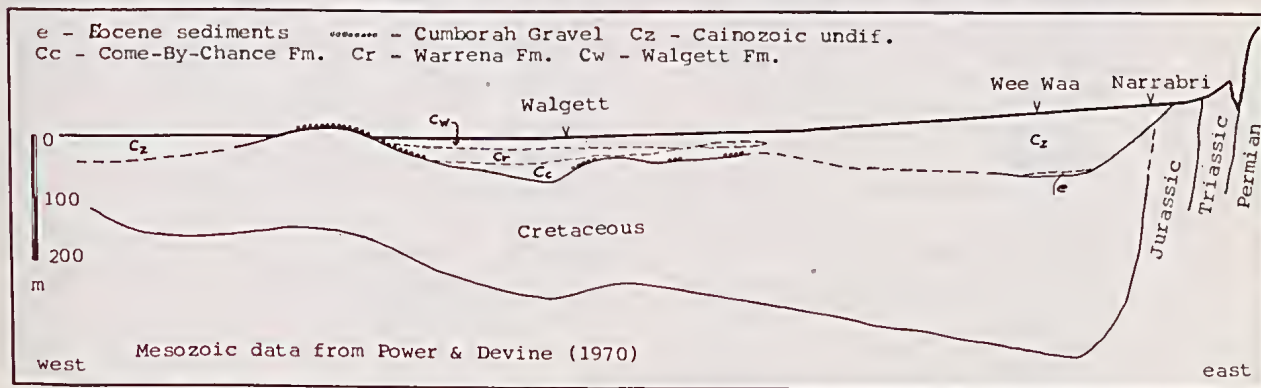 e - Eocene sediments ........ - Cumborah Gravel Cz - Cainozoic undif.
Cc - Come-By-Chance Fm. Cr - Warrena Fm. Cw - Walgett Fm.
Wee Waa Narrabri
Walgett
0
Cz
Cw
Cr
Cc
Cz
e
100
200
m
Cretaceous
Jurassic
Triassic
Permian
Mesozoic data from Power & Devine (1970)
west
east